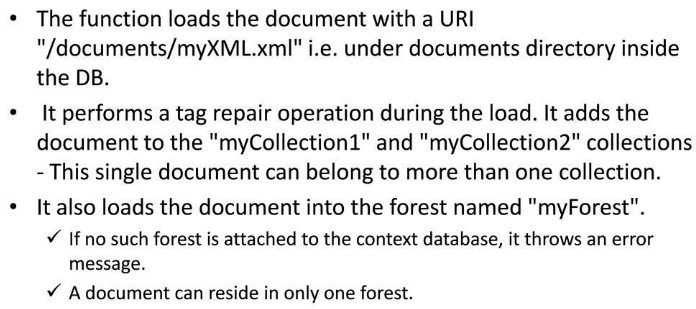 • The function loads the document with a URI
"/documents/myXML.xml" i.e. under documents directory inside
the DB.
• It performs a tag repair operation during the load. It adds the
document to the "myCollection1" and "myCollection2" collections
- This single document can belong to more than one collection.
• It also loads the document into the forest named "myForest".
✓ If no such forest is attached to the context database, it throws an error
message.
✓ A document can reside in only one forest.